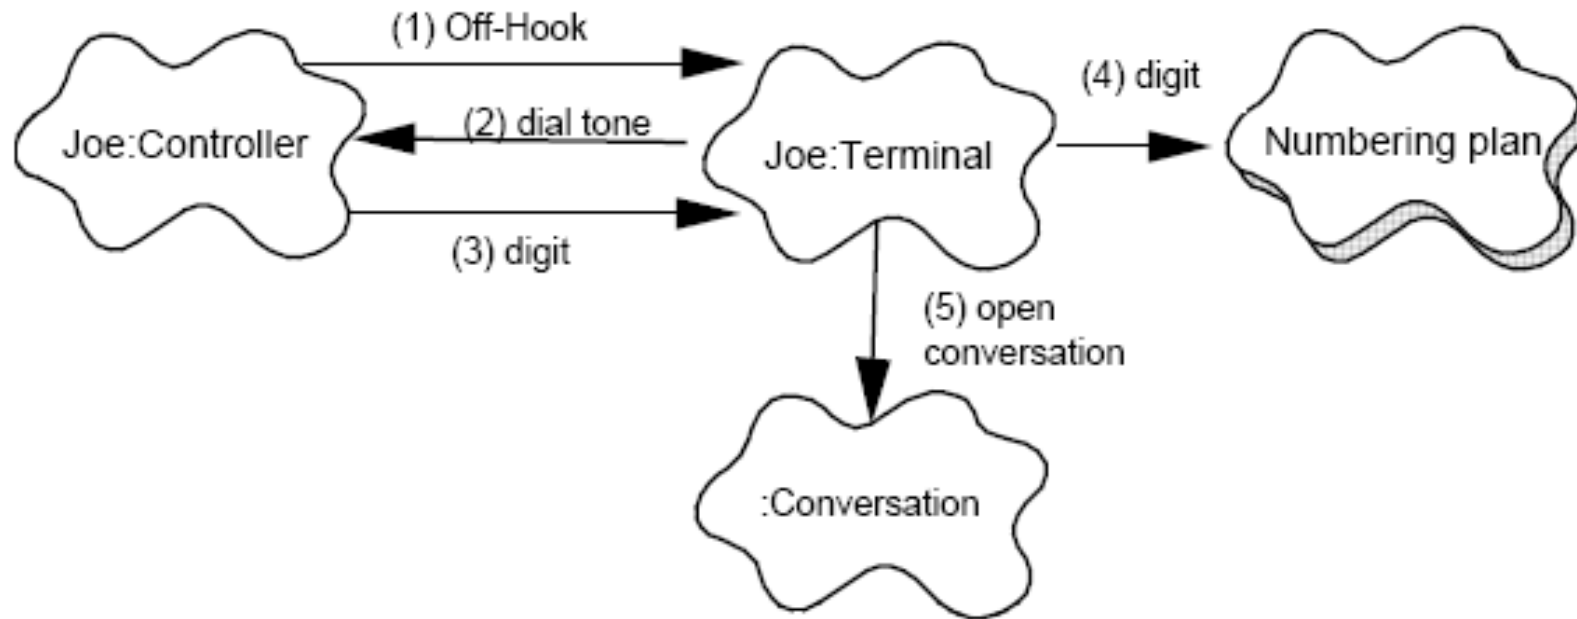 (1) Off-Hook
(4) digit
Joe:Controller
(2) dial tone
Joe:Terminal
Numbering plan
(3) digit
(5) open
conversation
:Conversation